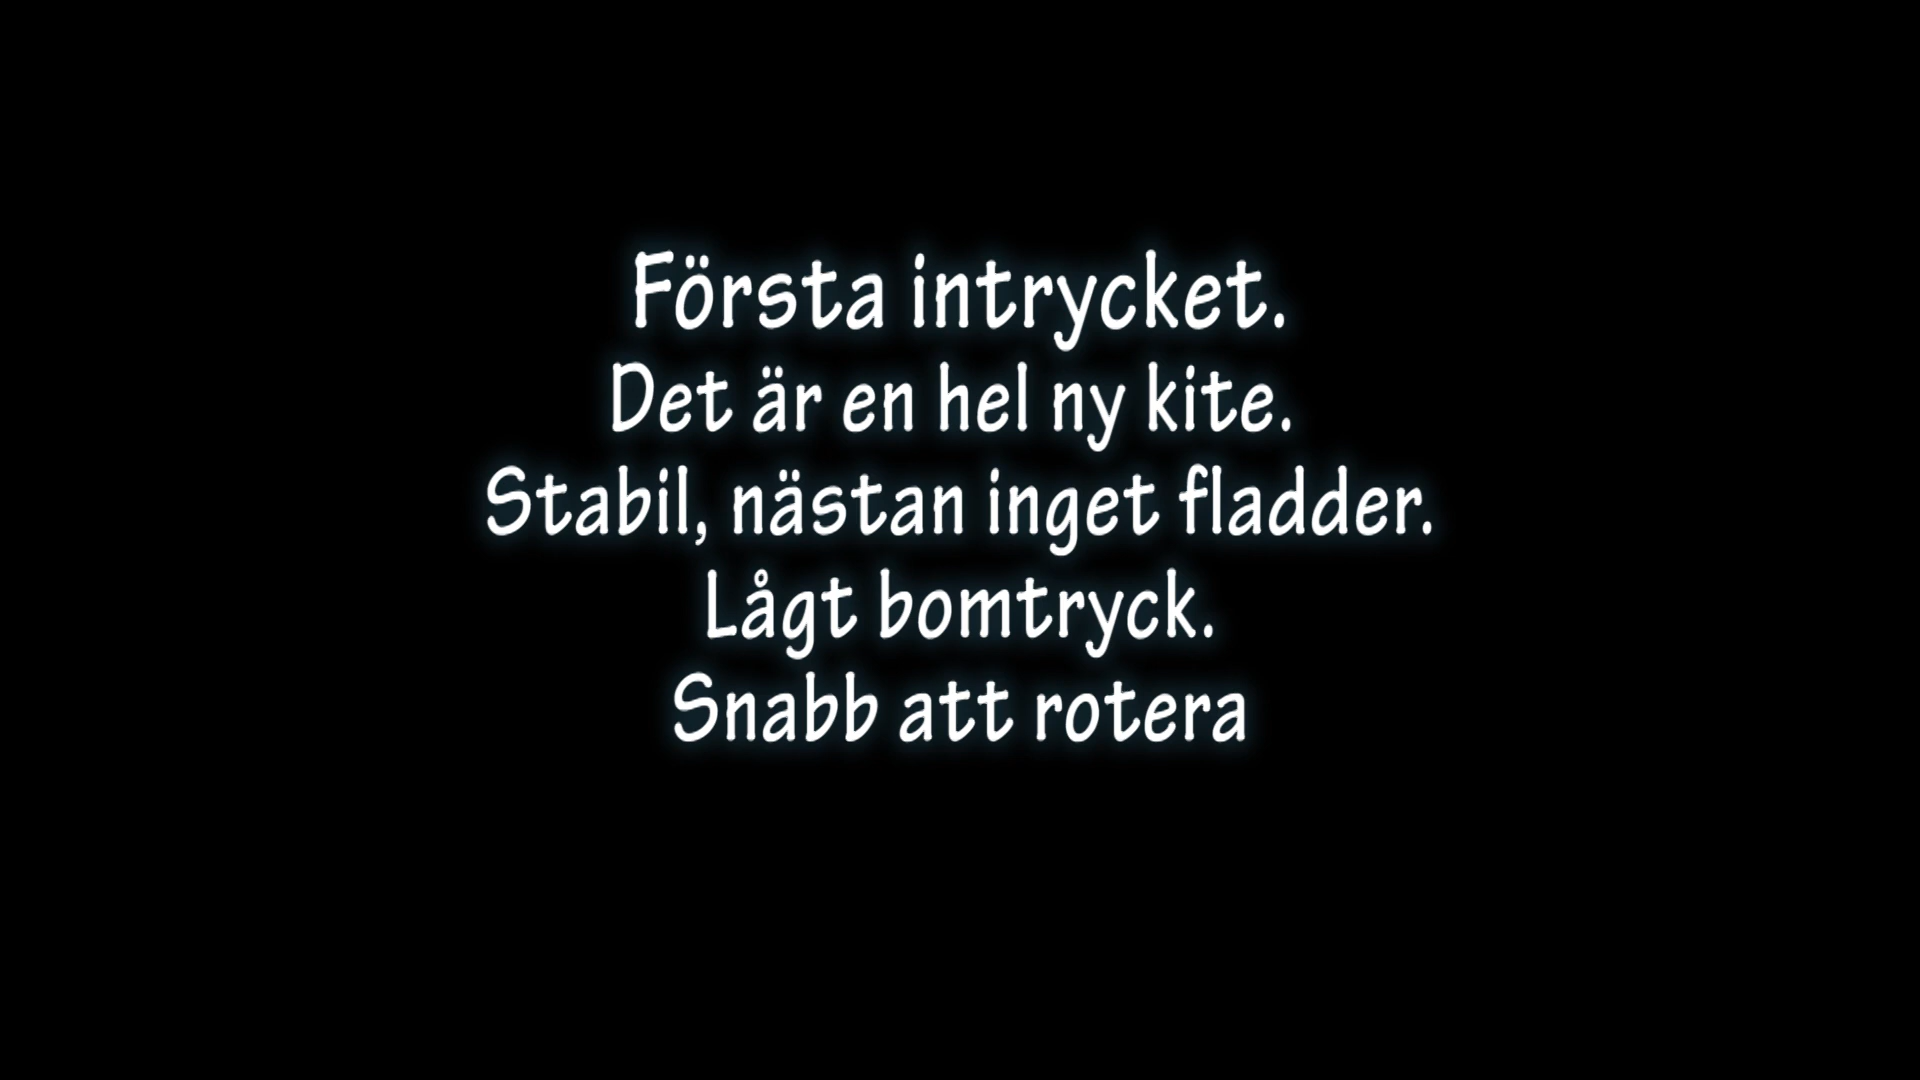 Första intrycket.
Det är en hel ny kite.
Stabil, nästan inget fladder.
Lågt bomtryck.
Snabb att rotera